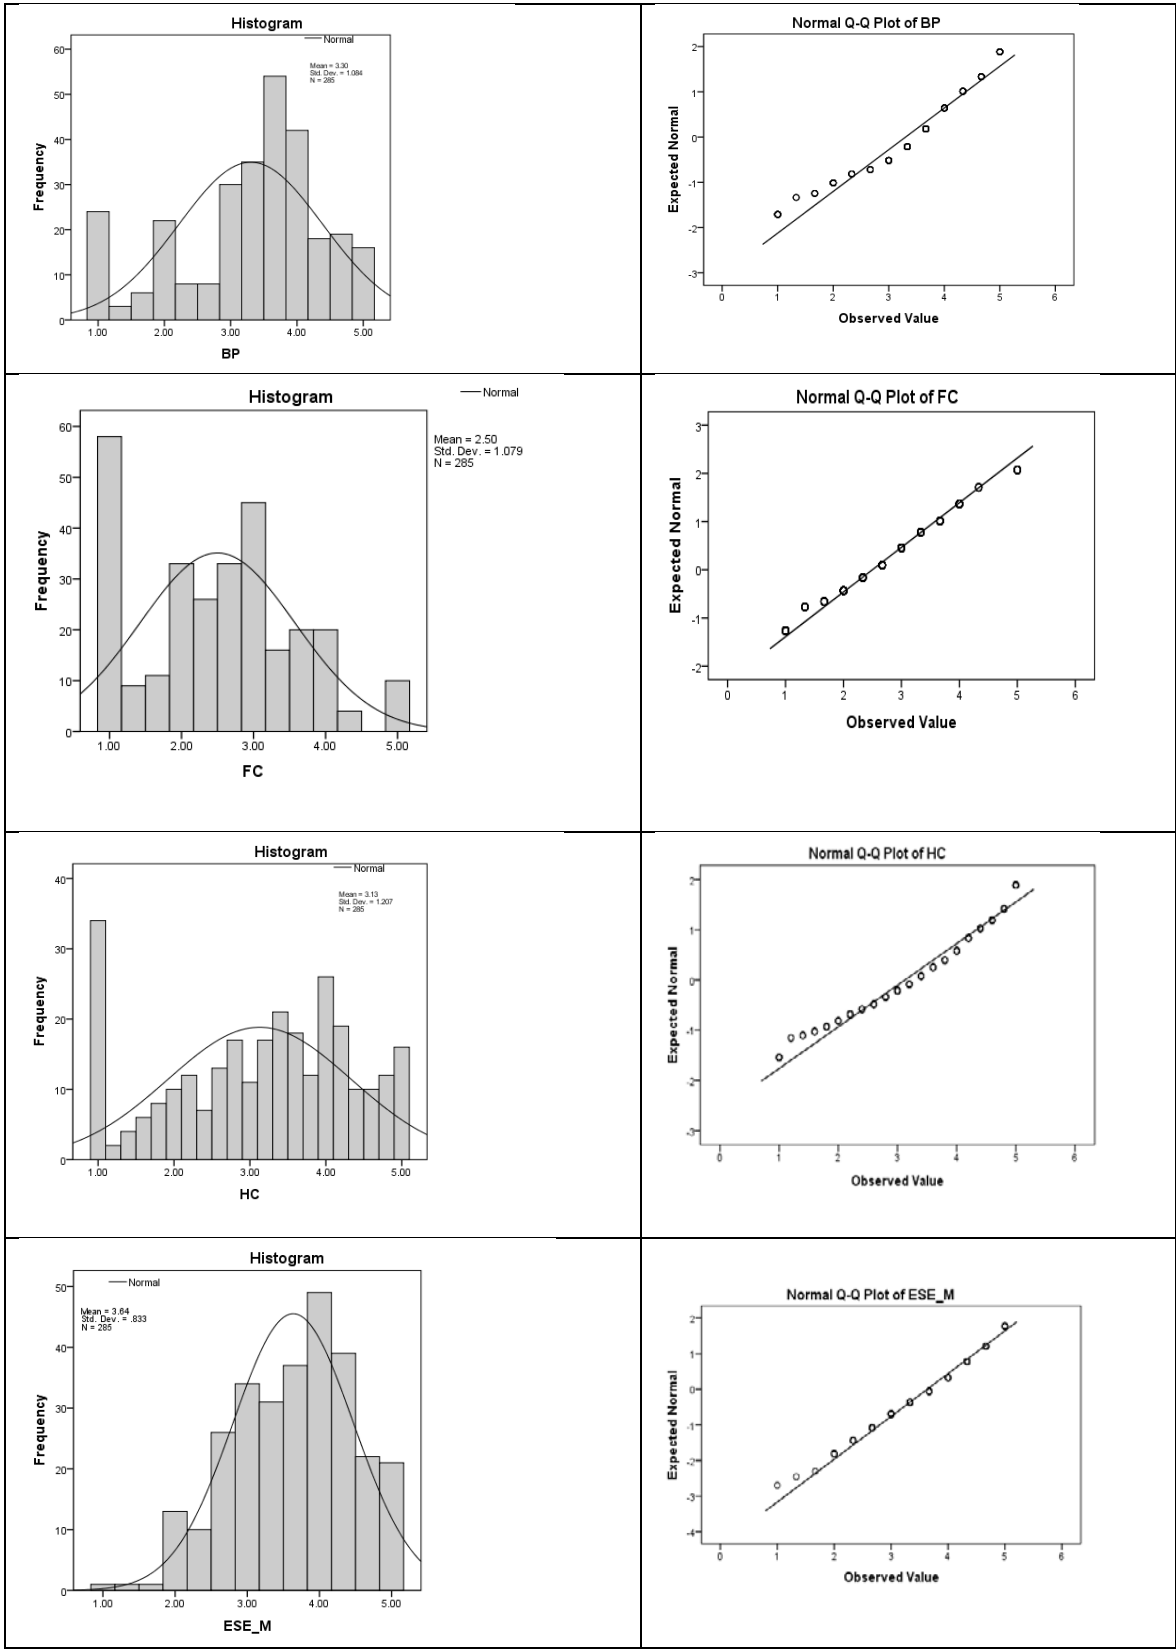 Histogram
Normal
Mean = 3.30
Std. Dev. = 1.084
N = 285
60
50
40
30
20
10
0
Frequency
1.00 2.00 3.00 4.00 5.00
BP
Normal Q-Q Plot of BP
2
1
0
-1
-2
-3
Expected Normal
0 1 2 3 4 5 6
Observed Value
Histogram
Normal
Mean = 2.50
Std. Dev. = 1.079
N = 285
60
50
40
30
20
10
0
Frequency
1.00 2.00 3.00 4.00 5.00
FC
Normal Q-Q Plot of FC
3
2
1
0
-1
-2
Expected Normal
0 1 2 3 4 5 6
Observed Value
Histogram
Normal
Mean = 3.13
Std. Dev. = 1.207
N = 285
40
30
20
10
0
Frequency
1.00 2.00 3.00 4.00 5.00
HC
Normal Q-Q Plot of HC
2
1
0
-1
-2
-3
Expected Normal
0 1 2 3 4 5 6
Observed Value
Histogram
Normal
Mean = 3.64
Std. Dev. = .833
N = 285
50
40
30
20
10
0
Frequency
1.00 2.00 3.00 4.00 5.00
ESE_M
Normal Q-Q Plot of ESE_M
2
1
0
-1
-2
-3
-4
Expected Normal
0 1 2 3 4 5 6
Observed Value